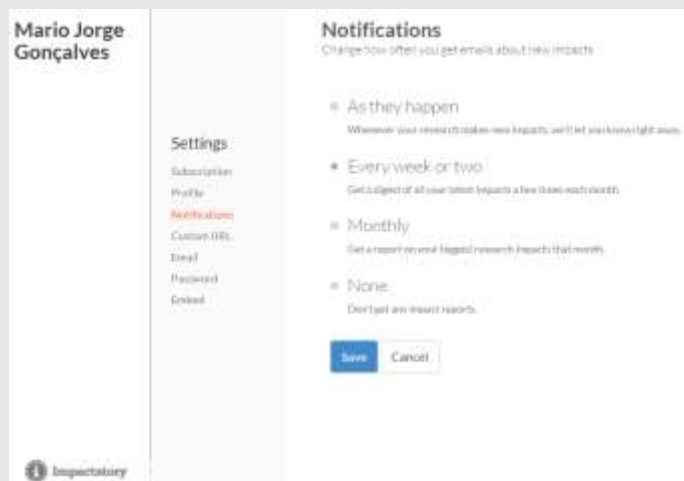 Mario Jorge
Gonçalves
Notifications
Change how often you get emails about new impacts
As they happen
Whenever your research makes new impacts, we'll let you know right away.
Settings
Every week or two
Subscription
Get a digest of all your latest impacts a few times each month.
Profile
Notifications
Monthly
Custom URL
Get a report on your biggest research impacts that month.
Email
Password
None
Embed
Don't get any impact reports.
Save
Cancel
Impactstory